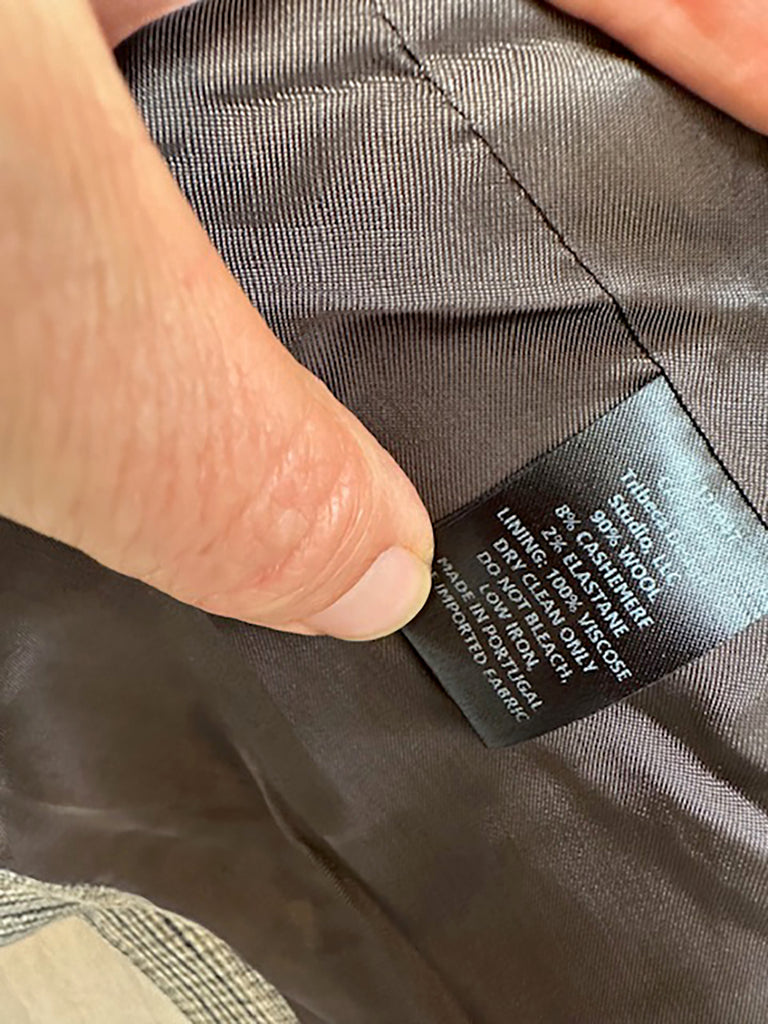 Studio, LLC
90% WOOL
8% CASHEMERE
2% ELASTANE
LINING: 100% VISCOSE
DRY CLEAN ONLY
DO NOT BLEACH,
LOW IRON,
MADE IN PORTUGAL
IMPORTED FABRIC